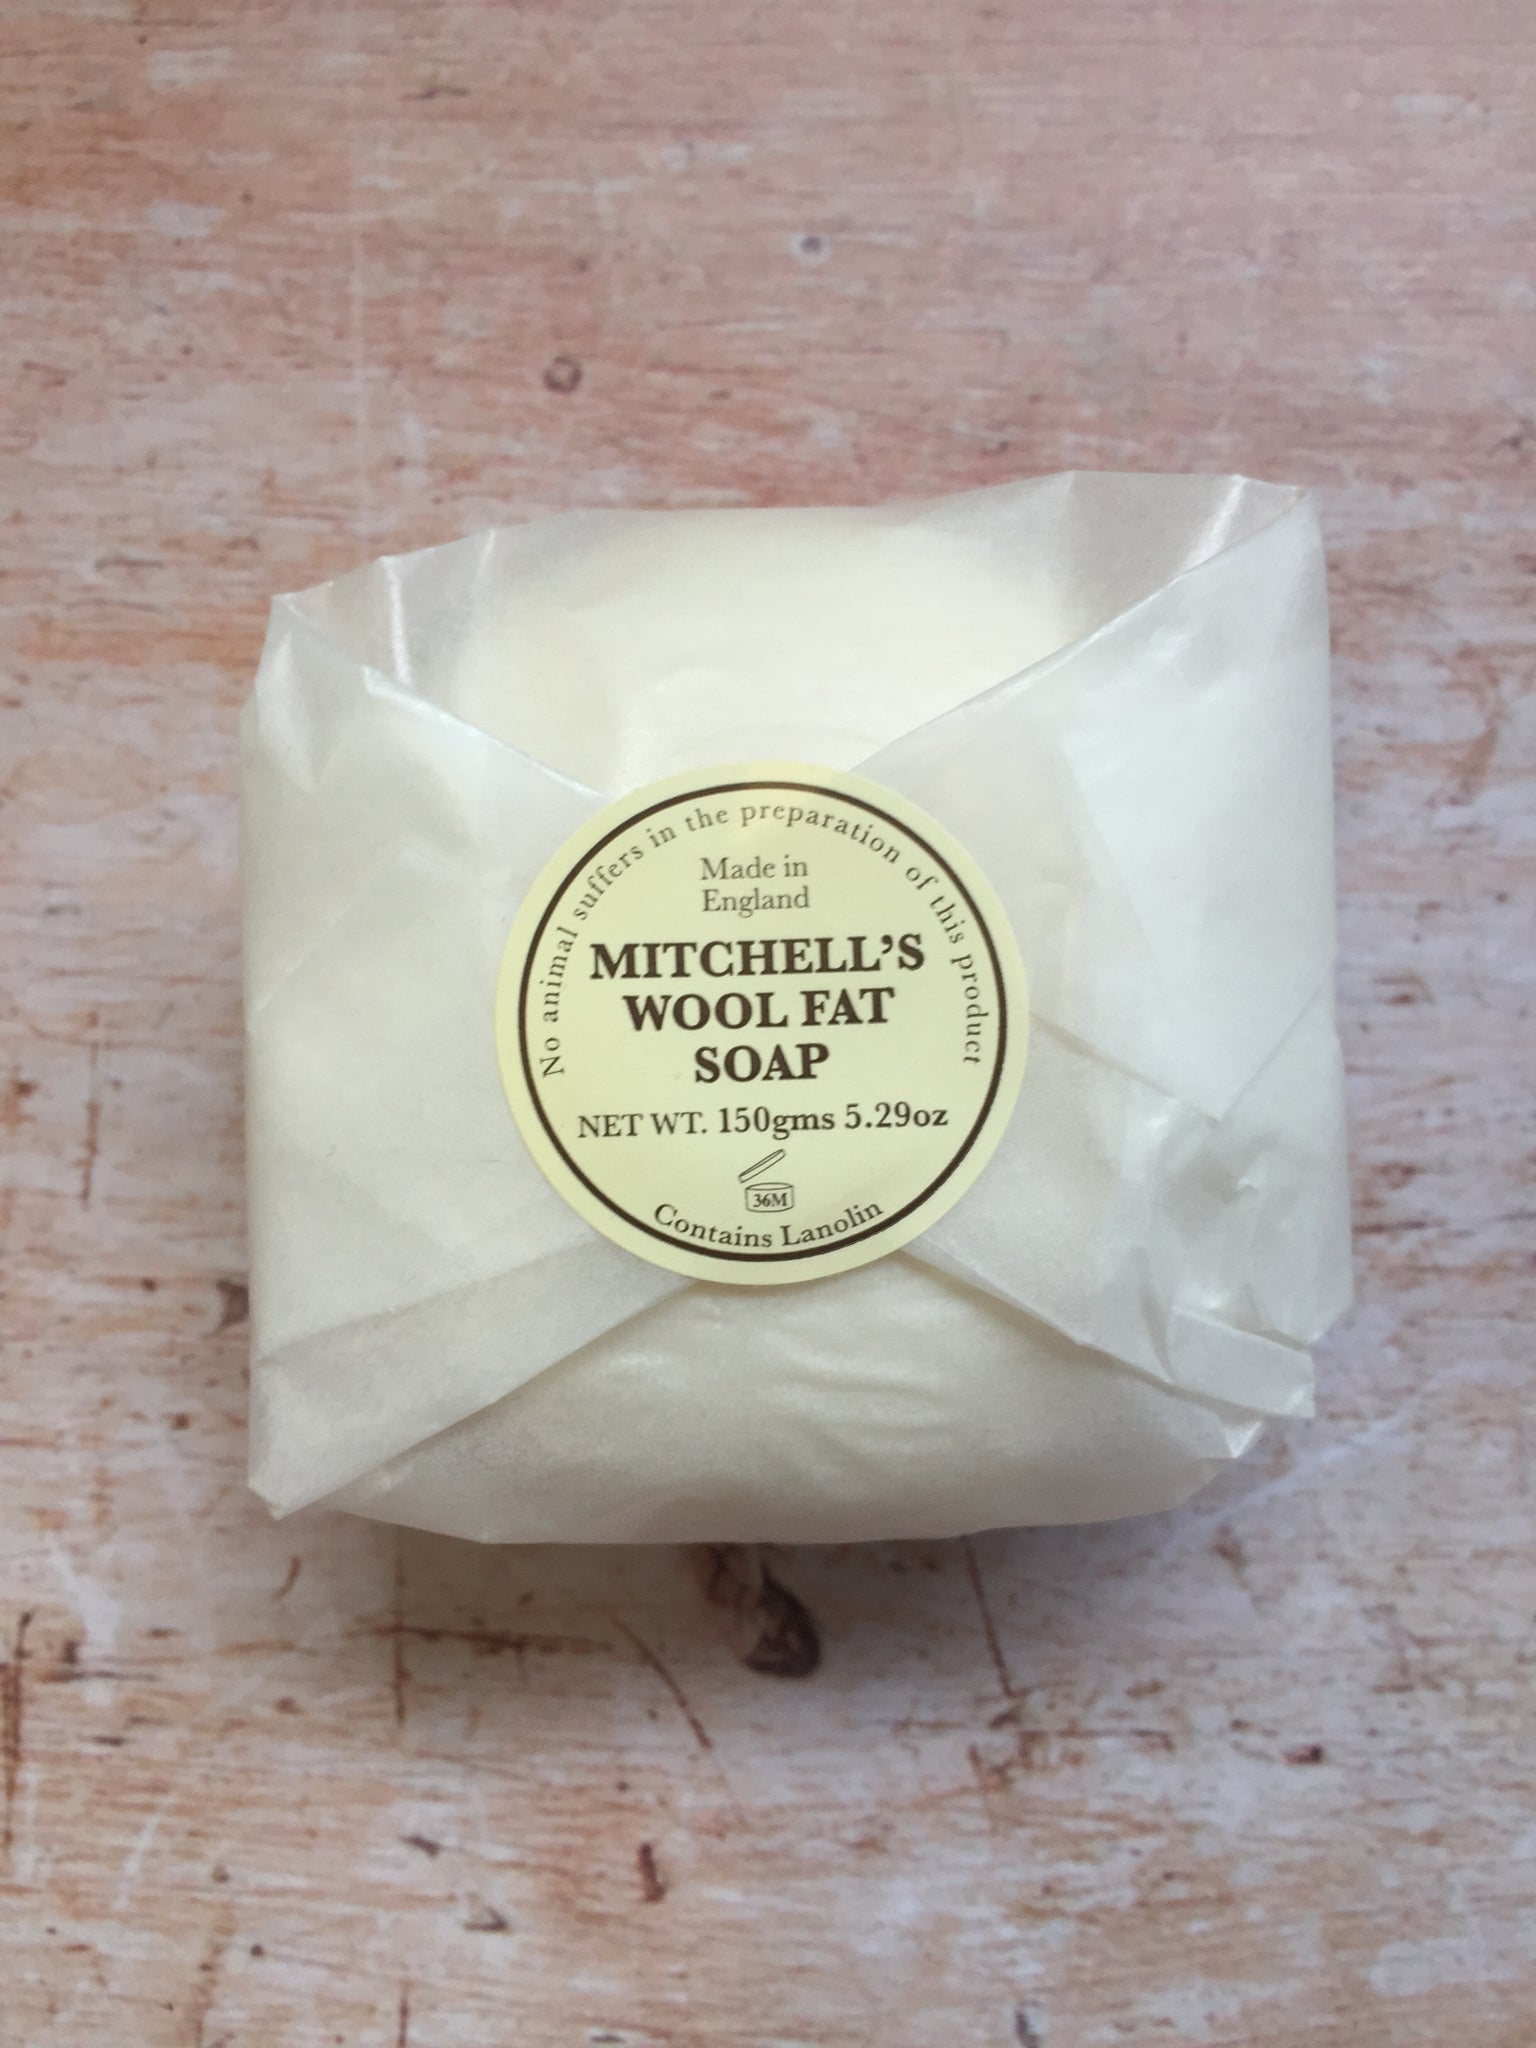 No animal suffers in the preparation of this product
Made in
England
MITCHELL'S
WOOL FAT
SOAP
NET WT. 150gms 5.29oz
36M
Contains Lanolin